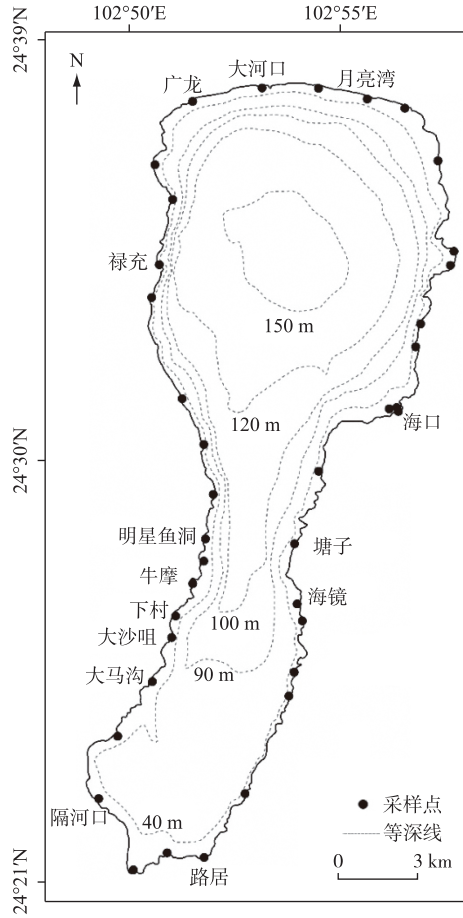 102°50′E
102°55′E
24°39′N
N
大河口
月亮湾
广龙
禄充
150 m
120 m
海口
24°30′N
明星鱼洞
塘子
牛摩
海镜
下村
100 m
大沙咀
90 m
大马沟
采样点
隔河口
40 m
等深线
0
3 km
路居
24°21′N